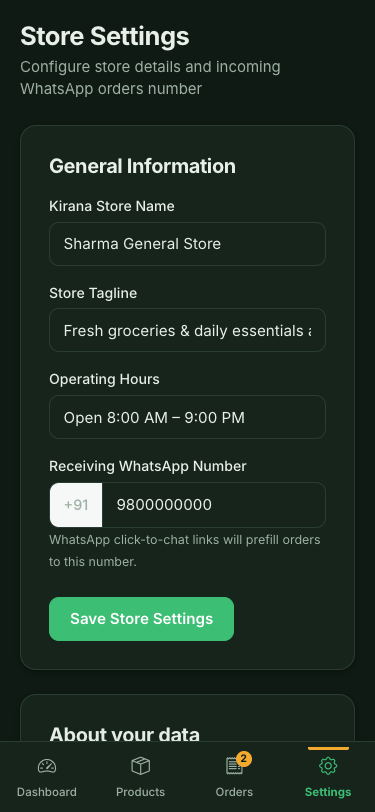 Store Settings
Configure store details and incoming
WhatsApp orders number
General Information
Kirana Store Name
Sharma General Store
Store Tagline
Fresh groceries & daily essentials
Operating Hours
Open 8:00 AM – 9:00 PM
Receiving WhatsApp Number
+91 9800000000
WhatsApp click-to-chat links will prefill orders
to this number.
Save Store Settings
About your data
2
Dashboard Products Orders Settings